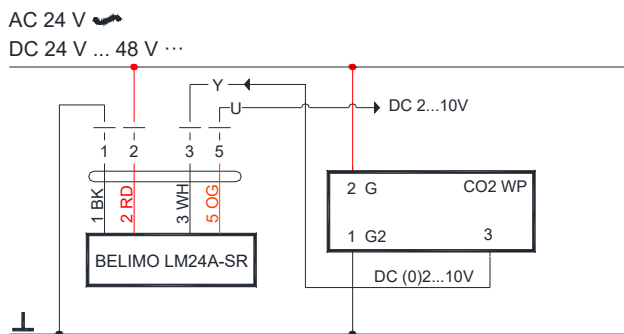 AC 24 V
DC 24 V ... 48 V ⋯
Y
U
DC 2...10V
1 2 3 5
1 BK 2 RD 3 WH 5 OG
2 G CO2 WP
1 G2 3
BELIMO LM24A-SR
DC (0)2...10V